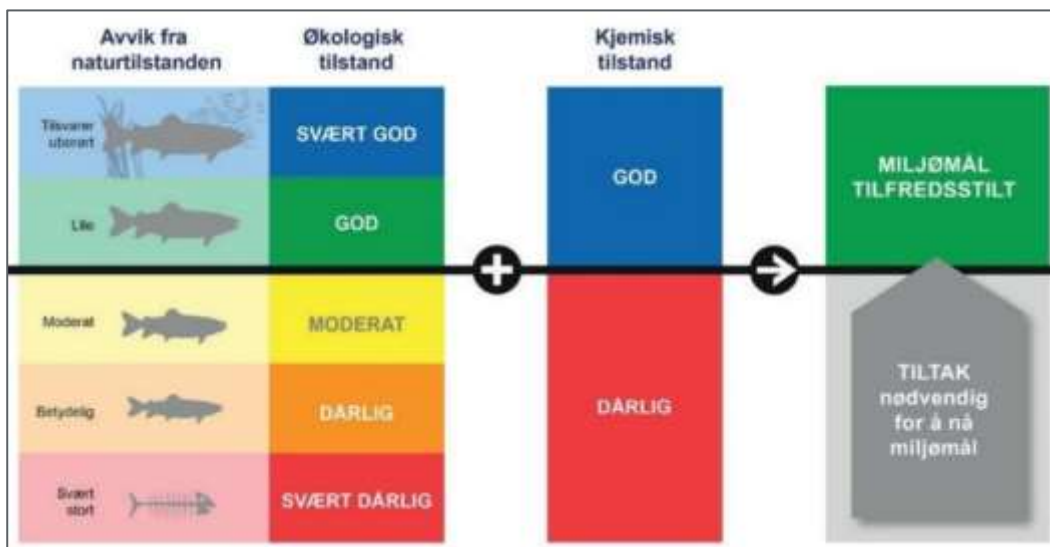 Avvik fra
naturtilstanden
Økologisk
tilstand
Kjemisk
tilstand
Tilsvarer
uberørt
SVÆRT GOD
Lite
GOD
GOD
MILJØMÅL
TILFREDSSTILT
Moderat
MODERAT
Betydelig
DÅRLIG
DÅRLIG
Svært
stort
SVÆRT DÅRLIG
TILTAK
nødvendig
for å nå
miljømål